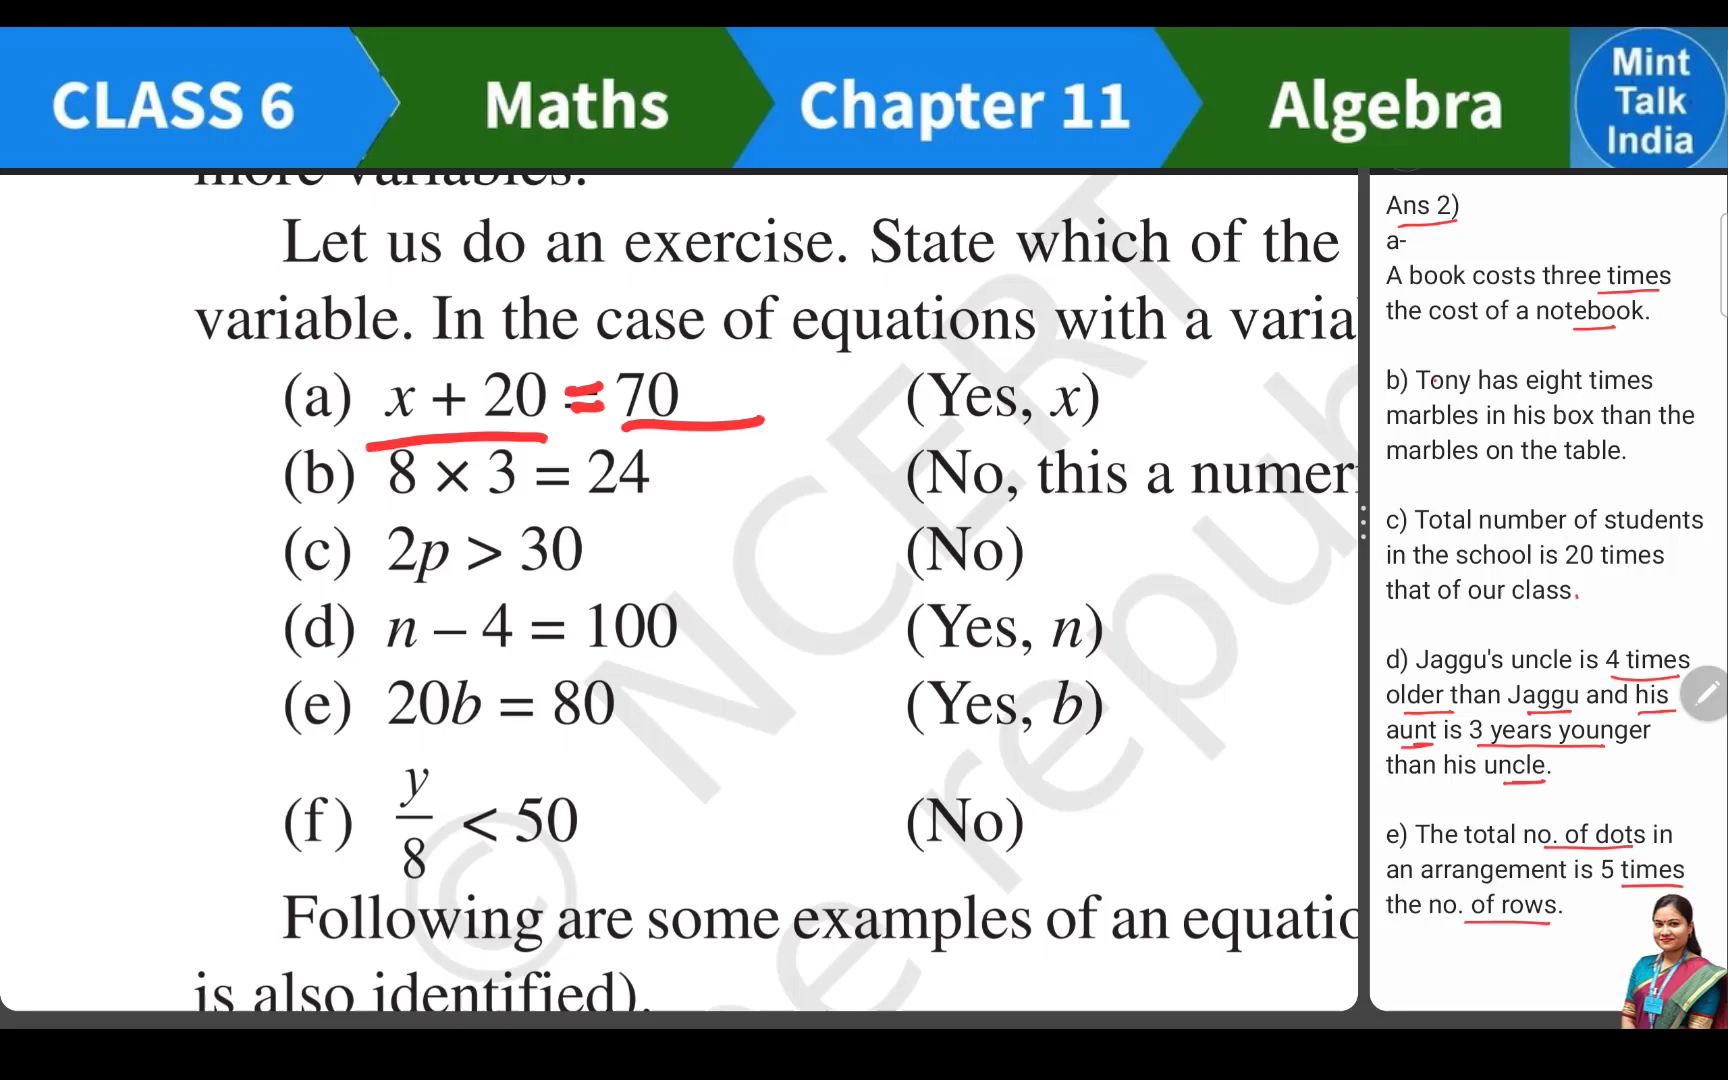 CLASS 6
Maths
Chapter 11
Algebra
Mint
Talk
India
more variables.
Let us do an exercise. State which of the
variable. In the case of equations with a varia
(a) x + 20 = 70 (Yes, x)
(b) 8 × 3 = 24 (No, this a numeri
(c) 2p > 30 (No)
(d) n – 4 = 100 (Yes, n)
(e) 20b = 80 (Yes, b)
(f) y/8 < 50 (No)
Following are some examples of an equatio
is also identified).
© NCERT
e repub
Ans 2)
a-
A book costs three times
the cost of a notebook.
b) Tony has eight times
marbles in his box than the
marbles on the table.
c) Total number of students
in the school is 20 times
that of our class.
d) Jaggu's uncle is 4 times
older than Jaggu and his
aunt is 3 years younger
than his uncle.
e) The total no. of dots in
an arrangement is 5 times
the no. of rows.